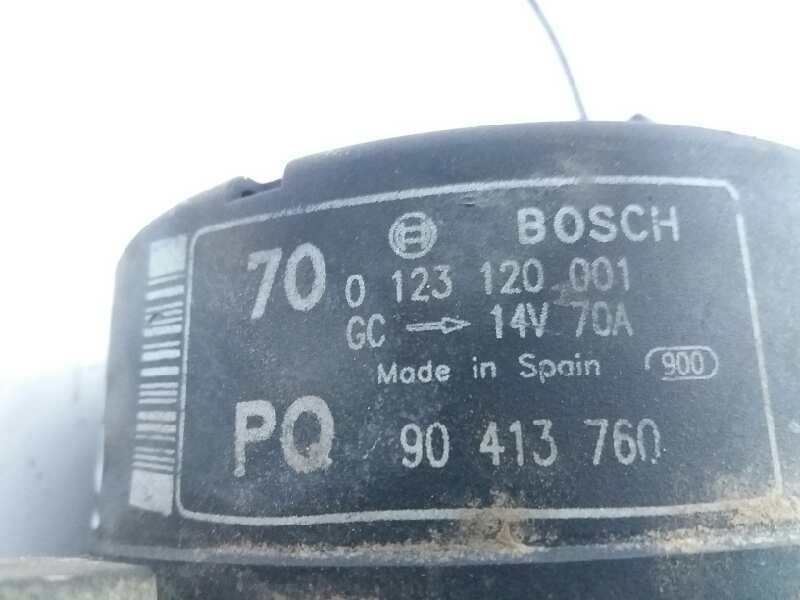 70 BOSCH
0 123 120 001
GC → 14V 70A
Made in Spain 900
PQ 90 413 760